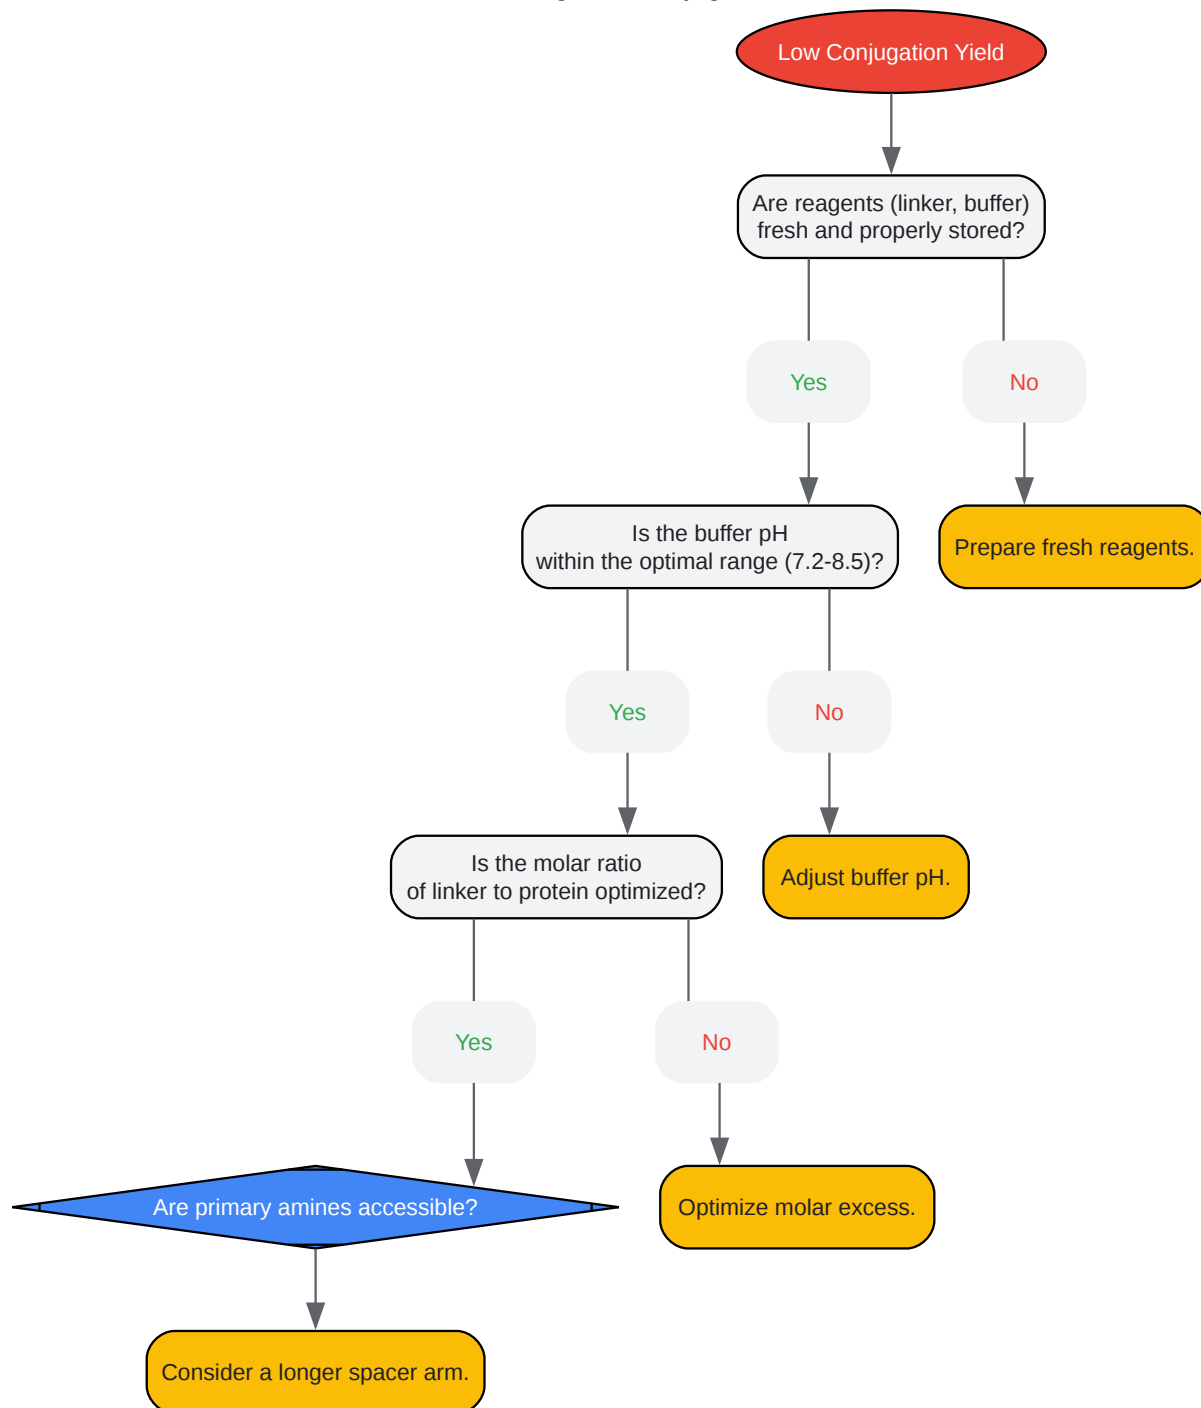 Low Conjugation Yield
Are reagents (linker, buffer)
fresh and properly stored?
Yes
No
Is the buffer pH
within the optimal range (7.2-8.5)?
Prepare fresh reagents.
Yes
No
Is the molar ratio
of linker to protein optimized?
Adjust buffer pH.
Yes
No
Are primary amines accessible?
Optimize molar excess.
Consider a longer spacer arm.